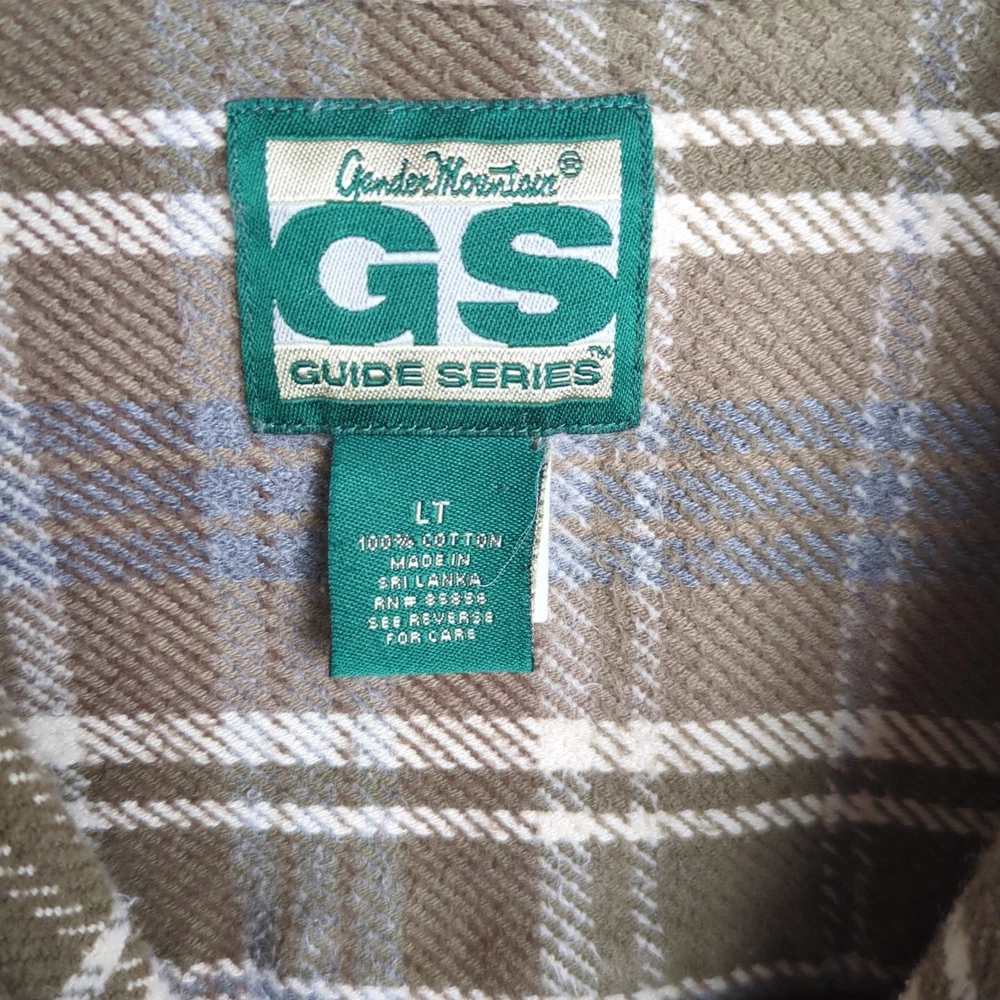 Gander Mountain®
GS
GUIDE SERIES™
LT
100% COTTON
MADE IN
SRI LANKA
RN#
SEE REVERSE
FOR CARE